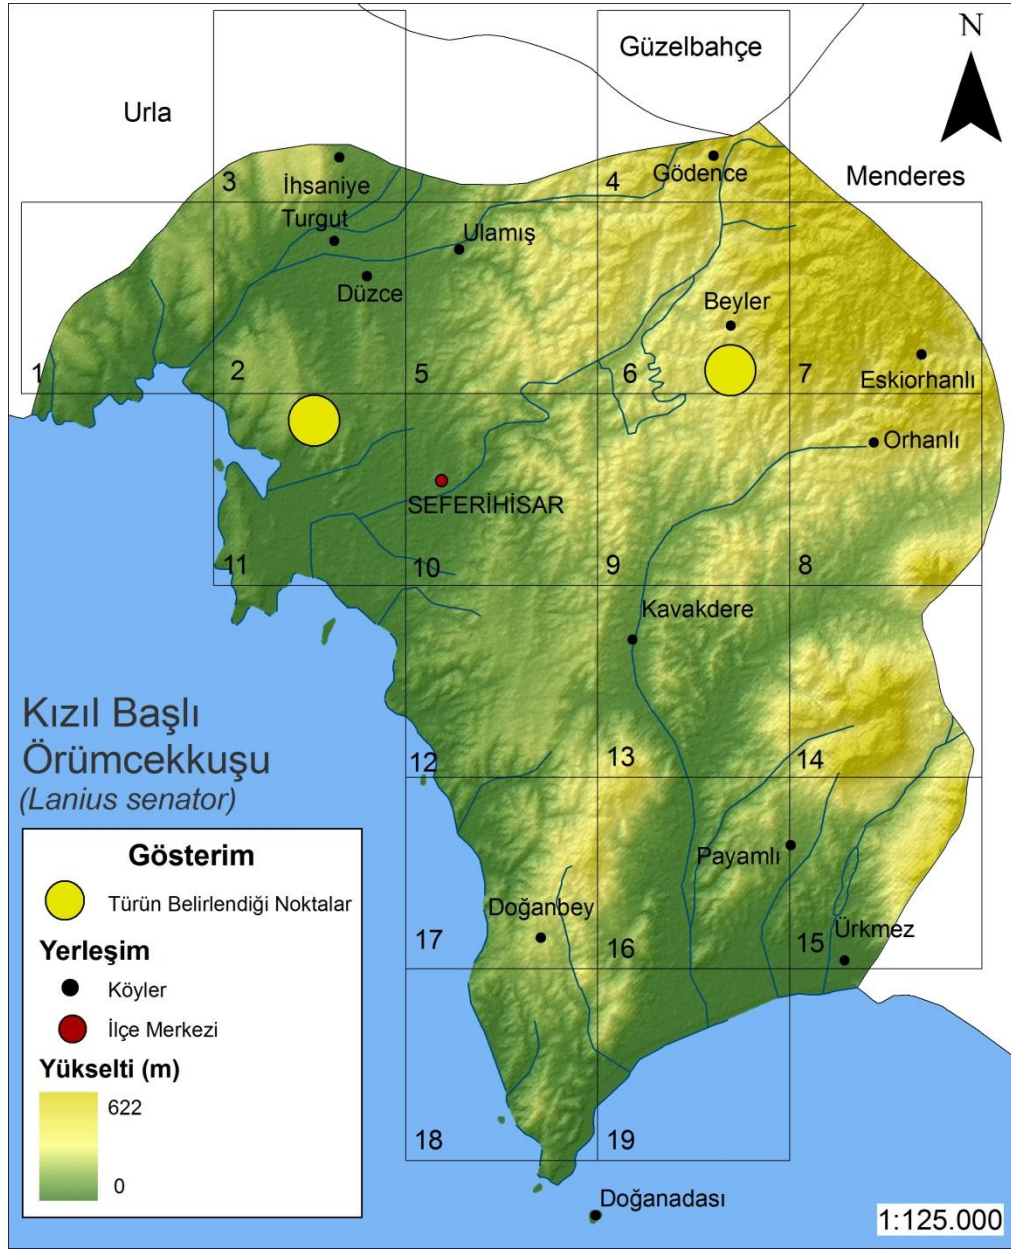 N
Güzelbahçe
Urla
Menderes
3
4
Gödence
İhsaniye
Turgut
Ulamış
Düzce
Beyler
1
2
5
6
7
Eskiorhanlı
Orhanlı
SEFERİHİSAR
11
10
9
8
Kavakdere
Kızıl Başlı
Örümcekkuşu
(Lanius senator)
12
13
14
Gösterim
Türün Belirlendiği Noktalar
Yerleşim
Köyler
İlçe Merkezi
Yükselti (m)
622
0
Payamlı
Doğanbey
Ürkmez
17
16
15
18
19
Doğanadası
1:125.000